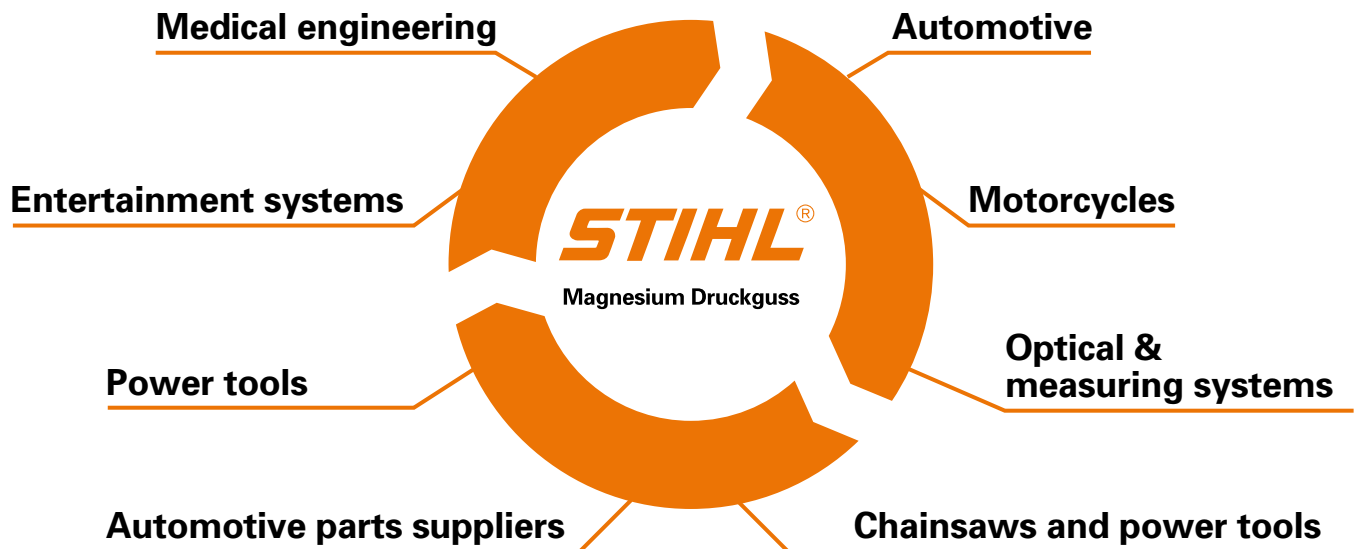 Medical engineering
Automotive
Entertainment systems
Motorcycles
STIHL®
Magnesium Druckguss
Optical &
measuring systems
Power tools
Automotive parts suppliers
Chainsaws and power tools